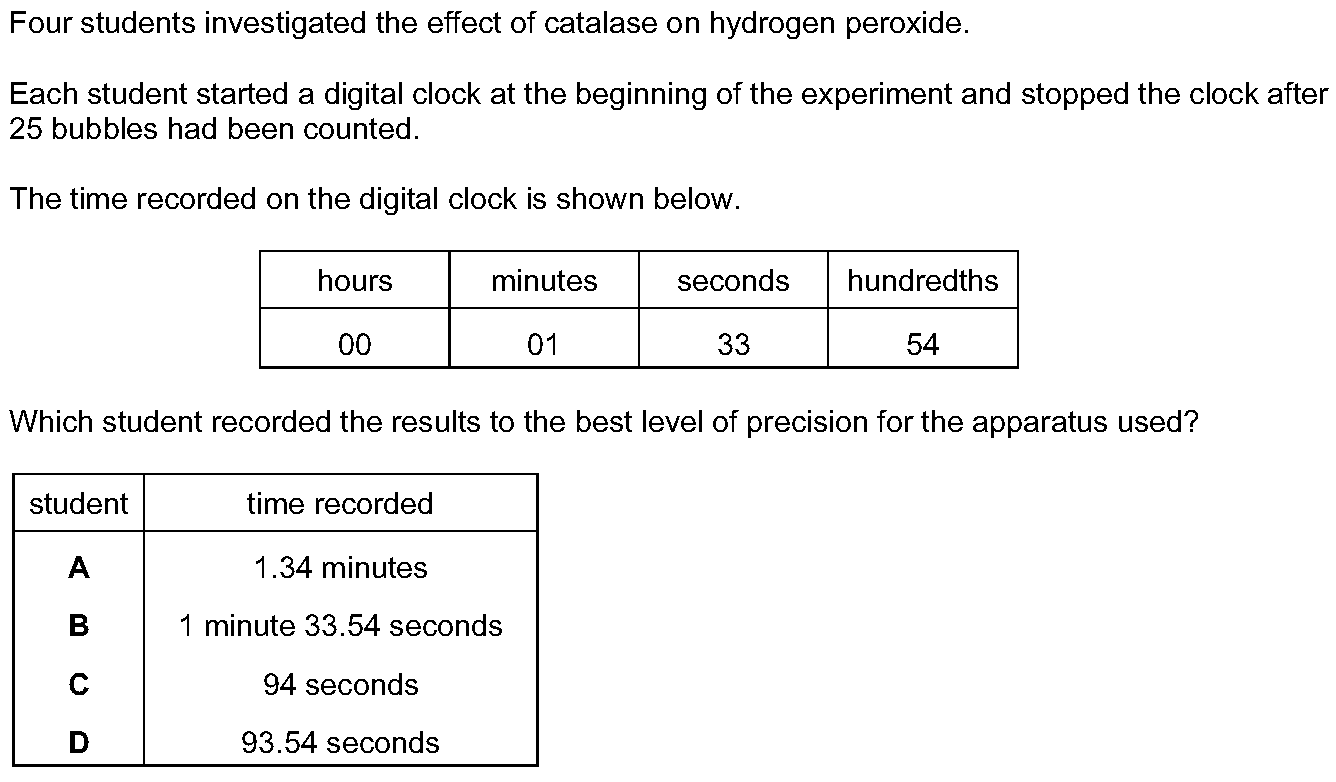 Four students investigated the effect of catalase on hydrogen peroxide.
Each student started a digital clock at the beginning of the experiment and stopped the clock after
25 bubbles had been counted.
The time recorded on the digital clock is shown below.
hours minutes seconds hundredths
00 01 33 54
Which student recorded the results to the best level of precision for the apparatus used?
student time recorded
A 1.34 minutes
B 1 minute 33.54 seconds
C 94 seconds
D 93.54 seconds